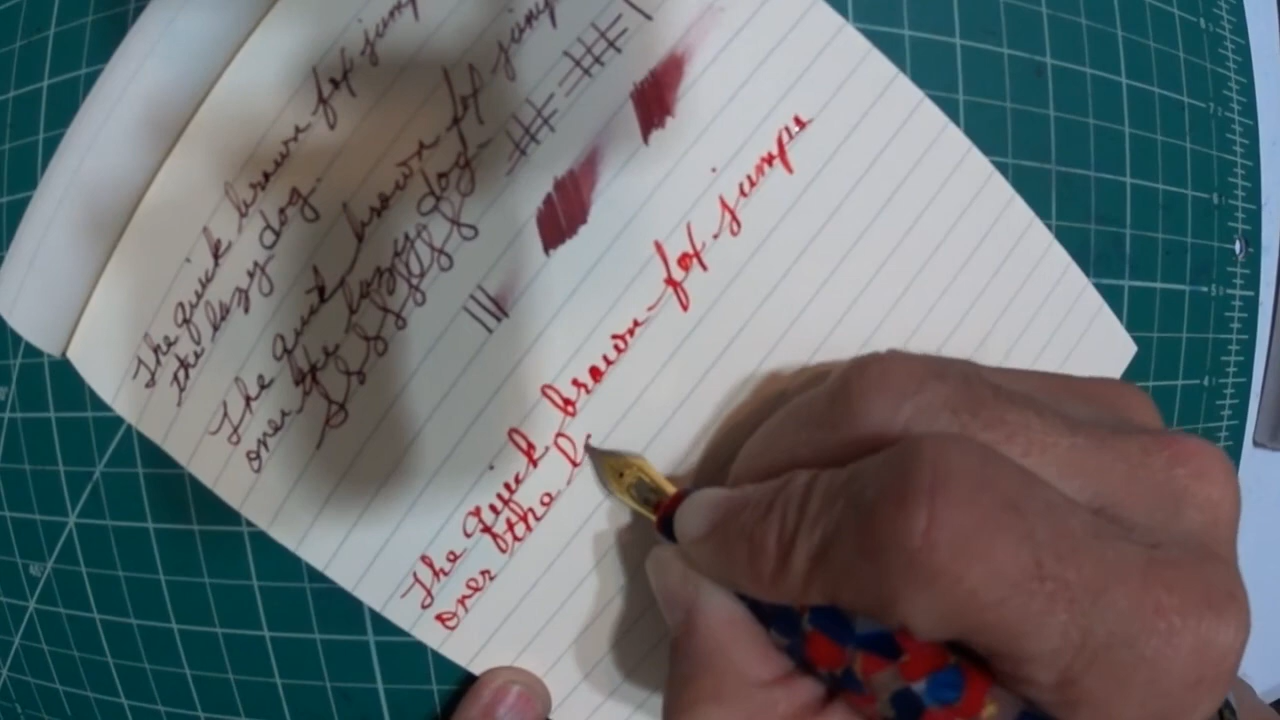 The quick brown fox jump
the lazy dog.
The quick brown fox jump
over the lazy dog.
The quick brown fox jumps
over the la